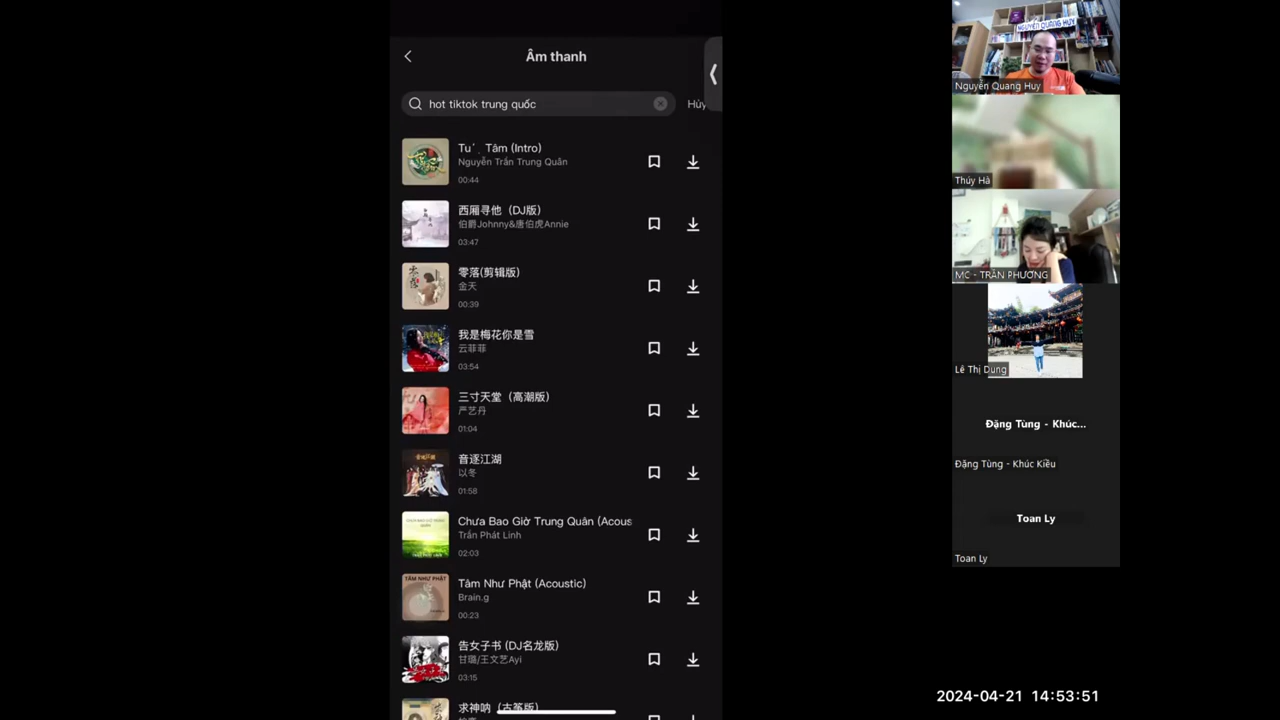 Âm thanh
hot tiktok trung quốc
Hủy
Tư´¸ Tâm (Intro)
Nguyễn Trần Trung Quân
00:44
西厢寻他（DJ版）
伯爵Johnny&唐伯虎Annie
03:47
零落(剪辑版)
金天
00:39
我是梅花你是雪
云菲菲
03:54
三寸天堂（高潮版）
严艺丹
01:04
音逐江湖
以冬
01:58
Chưa Bao Giờ Trung Quân (Acous
Trần Phát Linh
02:03
Tâm Như Phật (Acoustic)
Brain.g
00:23
告女子书 (DJ名龙版)
甘璐/王文艺Ayi
03:15
求神呐（古筝版）
NGUYỄN QUANG HUY
Nguyễn Quang Huy
Thúy Hà
MC - TRẦN PHƯƠNG
Lê Thị Dung
Đặng Tùng - Khúc...
Đặng Tùng - Khúc Kiều
Toan Ly
Toan Ly
2024-04-21 14:53:51